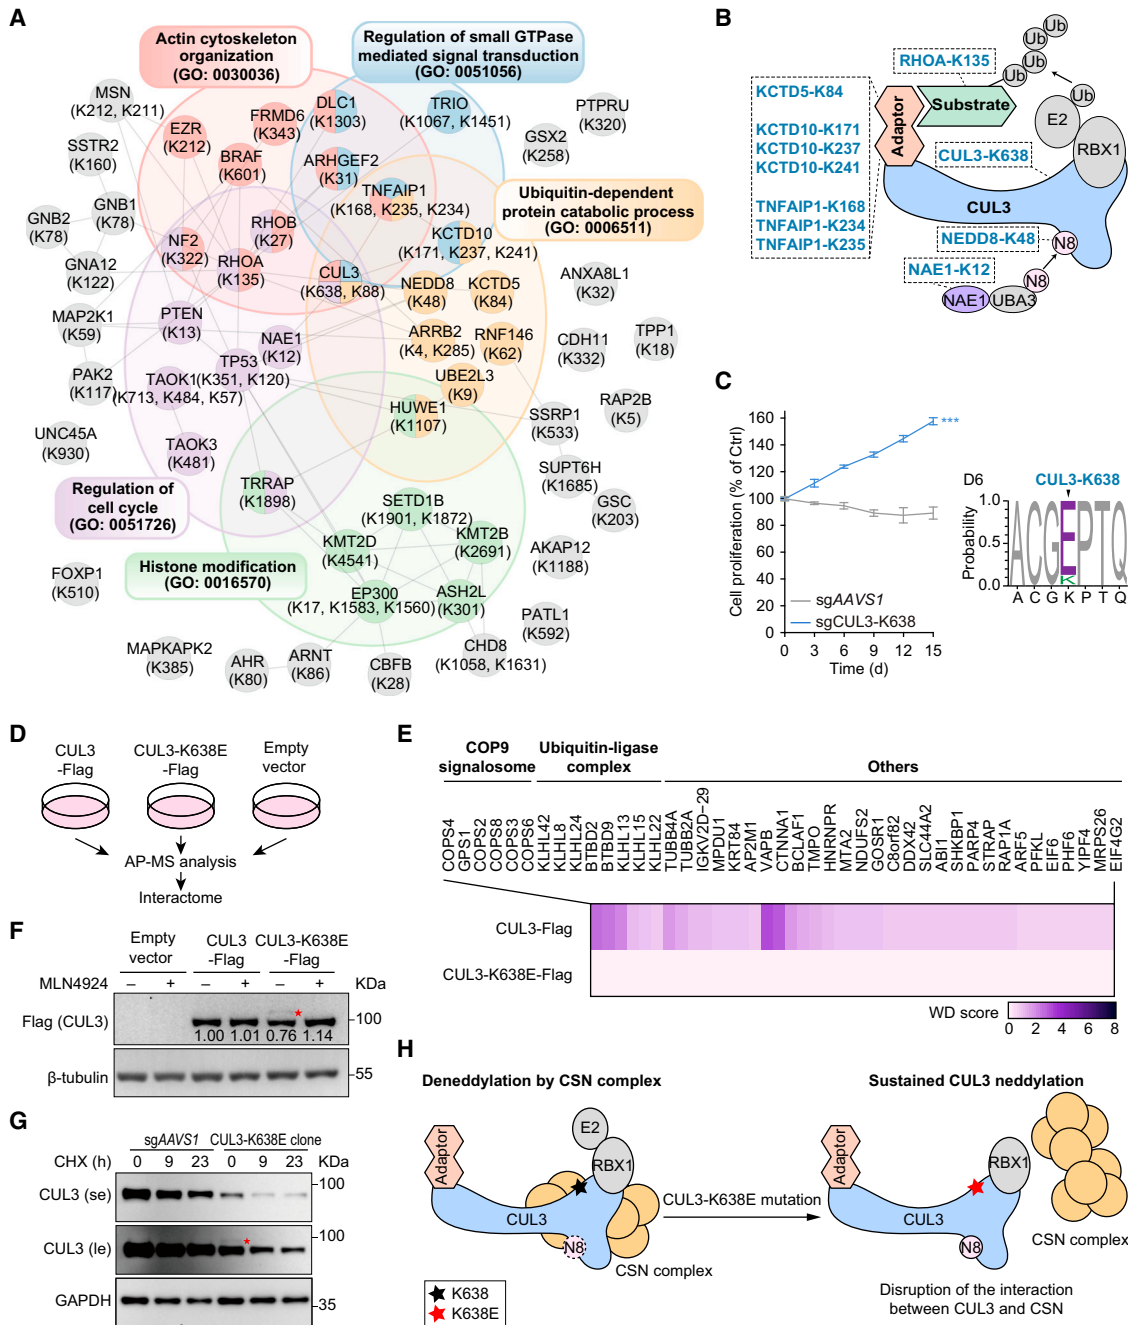 A
Actin cytoskeleton
organization
(GO: 0030036)
Regulation of small GTPase
mediated signal transduction
(GO: 0051056)
MSN
(K212, K211)
SSTR2
(K160)
GNB2
(K78)
GNB1
(K78)
GNA12
(K122)
MAP2K1
(K59)
PAK2
(K117)
UNC45A
(K930)
EZR
(K212)
FRMD6
(K343)
BRAF
(K601)
DLC1
(K1303)
TRIO
(K1067, K1451)
ARHGEF2
(K31)
TNFAIP1
(K168, K235, K234)
PTPRU
(K320)
GSX2
(K258)
Ubiquitin-dependent
protein catabolic process
(GO: 0006511)
RHOB
(K27)
NF2
(K322)
RHOA
(K135)
CUL3
(K638, K88)
KCTD10
(K171, K237, K241)
NEDD8
(K48)
KCTD5
(K84)
ANXA8L1
(K32)
PTEN
(K13)
NAE1
(K12)
ARRB2
(K4, K285)
RNF146
(K62)
CDH11
(K332)
TPP1
(K18)
TP53
(K351, K120)
TAOK1
(K713, K484, K57)
UBE2L3
(K9)
RAP2B
(K5)
HUWE1
(K1107)
SSRP1
(K533)
TAOK3
(K481)
SUPT6H
(K1685)
Regulation of
cell cycle
(GO: 0051726)
TRRAP
(K1898)
SETD1B
(K1901, K1872)
GSC
(K203)
KMT2D
(K4541)
KMT2B
(K2691)
AKAP12
(K1188)
Histone modification
(GO: 0016570)
FOXP1
(K510)
EP300
(K17, K1583, K1560)
ASH2L
(K301)
PATL1
(K592)
MAPKAPK2
(K385)
AHR
(K80)
ARNT
(K86)
CBFB
(K28)
CHD8
(K1058, K1631)
B
KCTD5-K84
KCTD10-K171
KCTD10-K237
KCTD10-K241
TNFAIP1-K168
TNFAIP1-K234
TNFAIP1-K235
RHOA-K135
Ub
Ub
Ub
Ub
Ub
Adaptor
Substrate
E2
RBX1
CUL3-K638
CUL3
NEDD8-K48
N8
NAE1-K12
N8
NAE1
UBA3
C
Cell proliferation (% of Ctrl)
160
140
120
100
80
60
40
20
0
***
sgAAVS1
sgCUL3-K638
0 3 6 9 12 15
Time (d)
D6
CUL3-K638
Probability
1.0
0.5
0.0
A C G E P T Q
K
A C G K P T Q
D
CUL3
-Flag
CUL3-K638E
-Flag
Empty
vector
AP-MS analysis
Interactome
E
COP9
signalosome
Ubiquitin-ligase
complex
Others
COPS4
GPS1
COPS2
COPS8
COPS3
COPS6
KLHL42
KLHL8
KLHL24
BTBD2
BTBD9
KLHL13
KLHL15
KLHL22
TUBB4A
TUBB2A
IGKV2D-29
MPDU1
KRT84
AP2M1
VAPB
CTNNA1
BCLAF1
TMPO
HNRNPR
MTA2
NDUFS2
GOSR1
C8orf82
DDX42
SLC44A2
ABI1
SHKBP1
PARP4
STRAP
RAP1A
ARF5
PFKL
EIF6
PHF6
YIPF4
MRPS26
EIF4G2
CUL3-Flag
CUL3-K638E-Flag
WD score
0 2 4 6 8
F
Empty
vector
CUL3
-Flag
CUL3-K638E
-Flag
MLN4924 – + – + – + KDa
Flag (CUL3)
100
1.00 1.01 0.76 1.14
β-tubulin
55
G
sgAAVS1
CUL3-K638E clone
CHX (h) 0 9 23 0 9 23 KDa
CUL3 (se)
100
CUL3 (le)
100
GAPDH
35
H
Deneddylation by CSN complex
Sustained CUL3 neddylation
Adaptor
E2
RBX1
CUL3
N8
CSN complex
CUL3-K638E mutation
Adaptor
RBX1
CUL3
N8
CSN complex
Disruption of the interaction
between CUL3 and CSN
K638
K638E